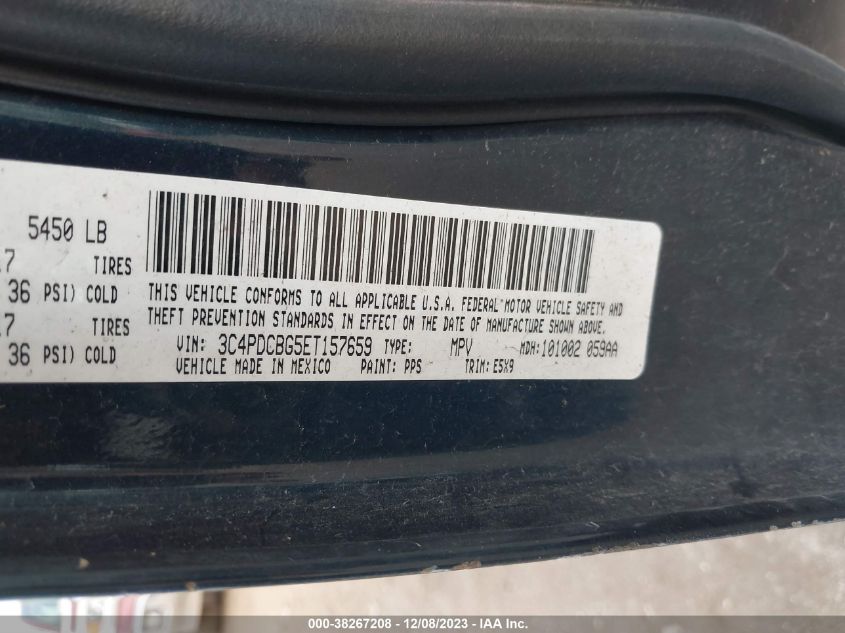 5450 LB
7 TIRES
36 PSI) COLD
7 TIRES
36 PSI) COLD
THIS VEHICLE CONFORMS TO ALL APPLICABLE U.S.A. FEDERAL MOTOR VEHICLE SAFETY AND
THEFT PREVENTION STANDARDS IN EFFECT ON THE DATE OF MANUFACTURE SHOWN ABOVE.
VIN: 3C4PDCBG5ET157659 TYPE: MPV MDH:101002 059AA
VEHICLE MADE IN MEXICO PAINT: PPS TRIM: E5X9
000-38267208 - 12/08/2023 - IAA Inc.